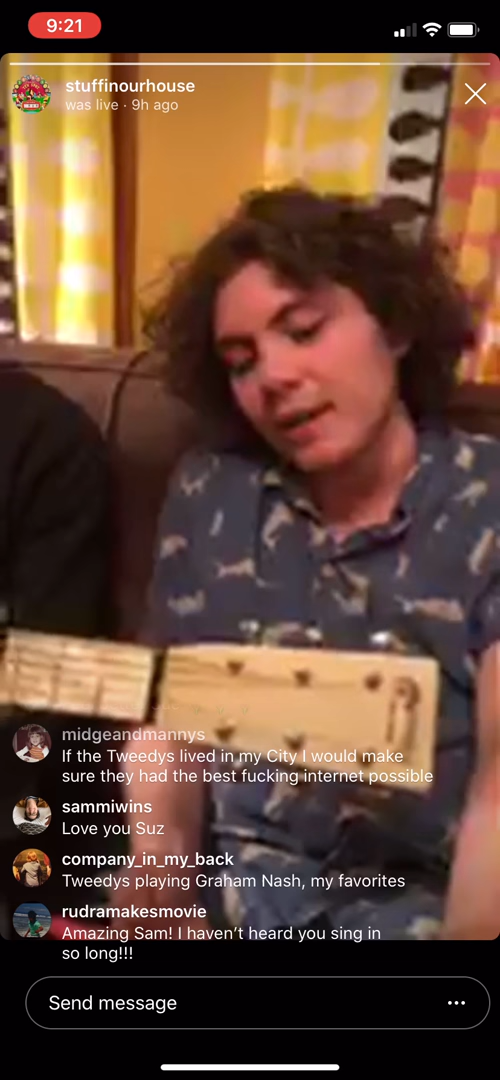 9:21
stuffinourhouse
was live · 9h ago
midgeandmannys
If the Tweedys lived in my City I would make
sure they had the best fucking internet possible
sammiwins
Love you Suz
company_in_my_back
Tweedys playing Graham Nash, my favorites
rudramakesmovie
Amazing Sam! I haven’t heard you sing in
so long!!!
Send message